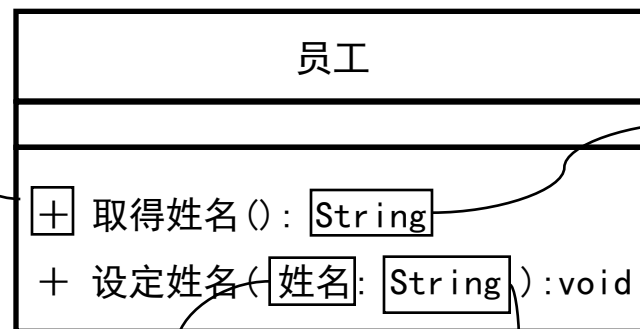 员工
+ 取得姓名(): String
+ 设定姓名(姓名: String):void